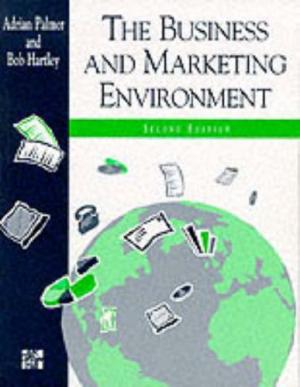 Adrian Palmer
and
Bob Hartley
THE BUSINESS
AND MARKETING
ENVIRONMENT
SECOND EDITION